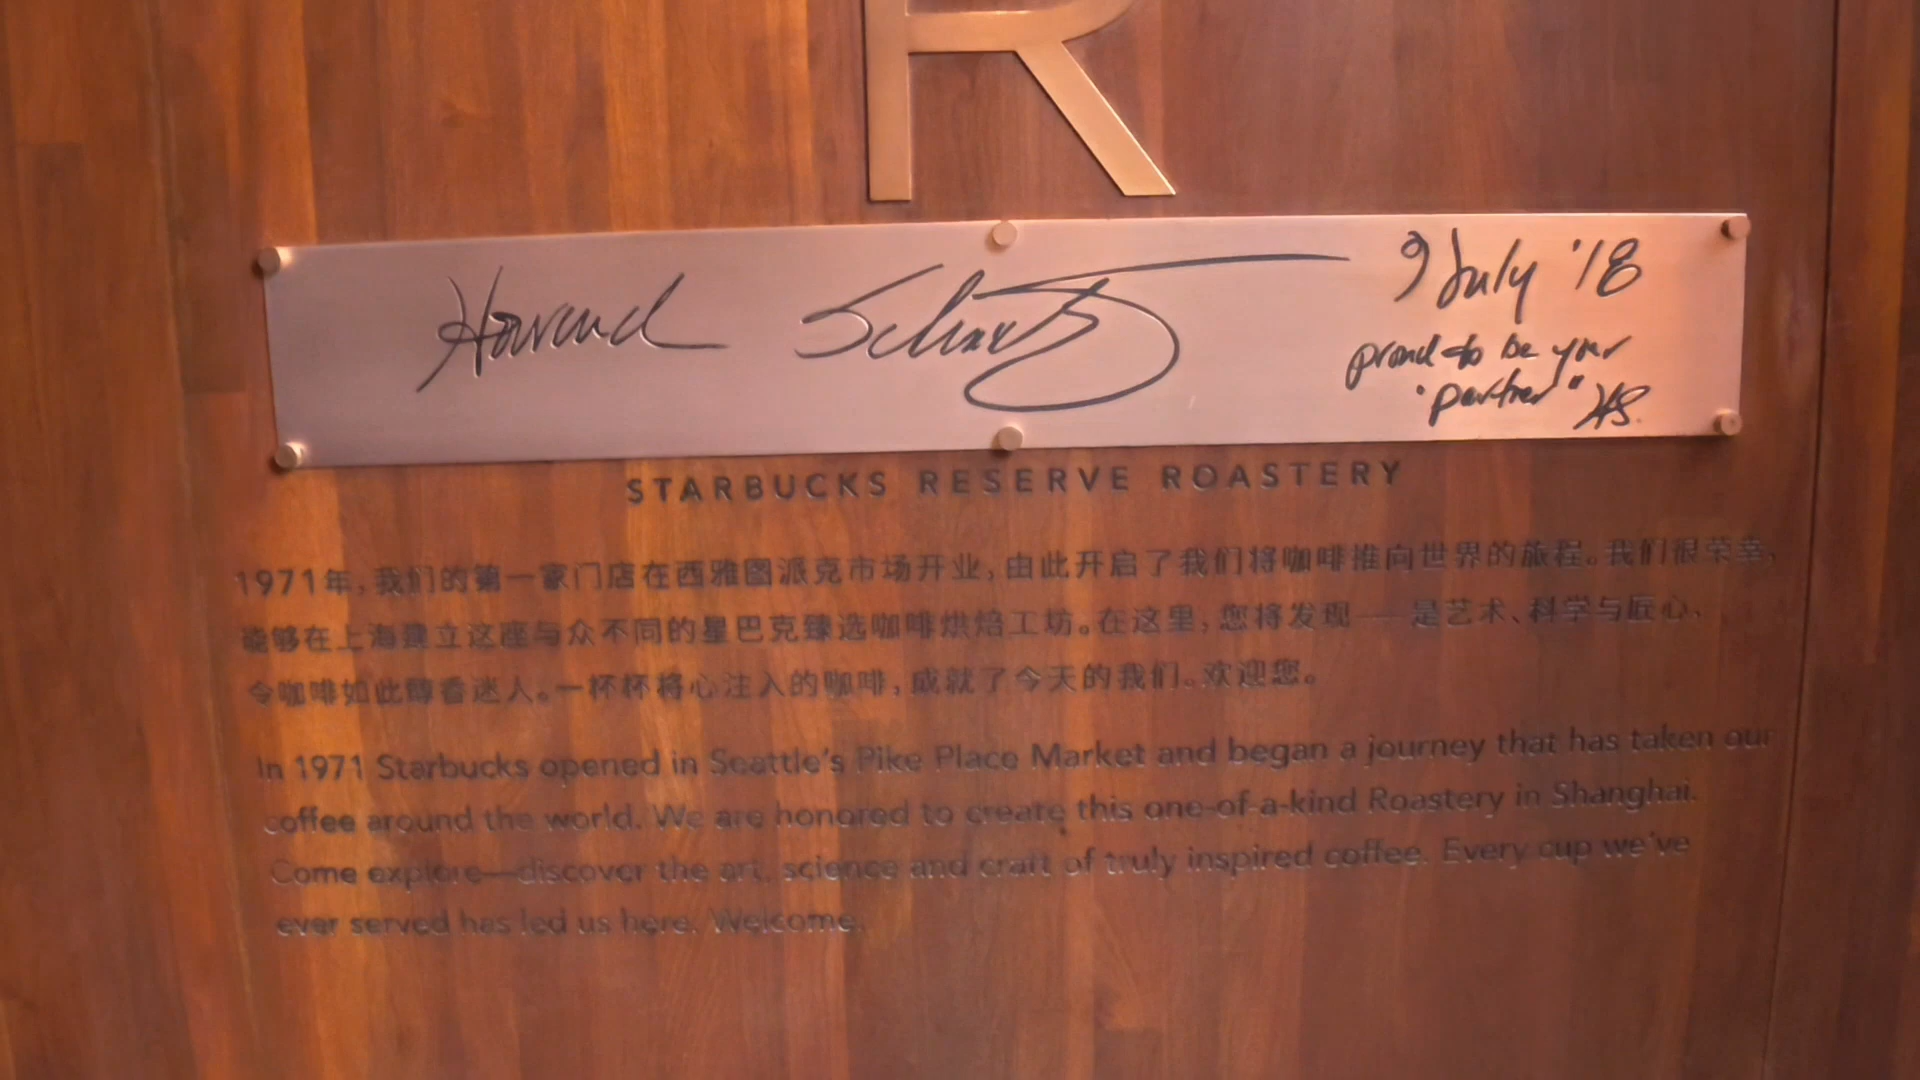 R
Howard Schultz
9 July '18
proud to be your
"partner" HS.
STARBUCKS RESERVE ROASTERY
1971年，我们的第一家门店在西雅图派克市场开业，由此开启了我们将咖啡推向世界的旅程。我们很荣幸，
能够在上海建立这座与众不同的星巴克臻选咖啡烘焙工坊。在这里，您将发现——是艺术、科学与匠心，
令咖啡如此醇香迷人。一杯杯将心注入的咖啡，成就了今天的我们。欢迎您。
In 1971 Starbucks opened in Seattle's Pike Place Market and began a journey that has taken our
coffee around the world. We are honored to create this one-of-a-kind Roastery in Shanghai.
Come explore—discover the art, science and craft of truly inspired coffee. Every cup we've
ever served has led us here. Welcome.